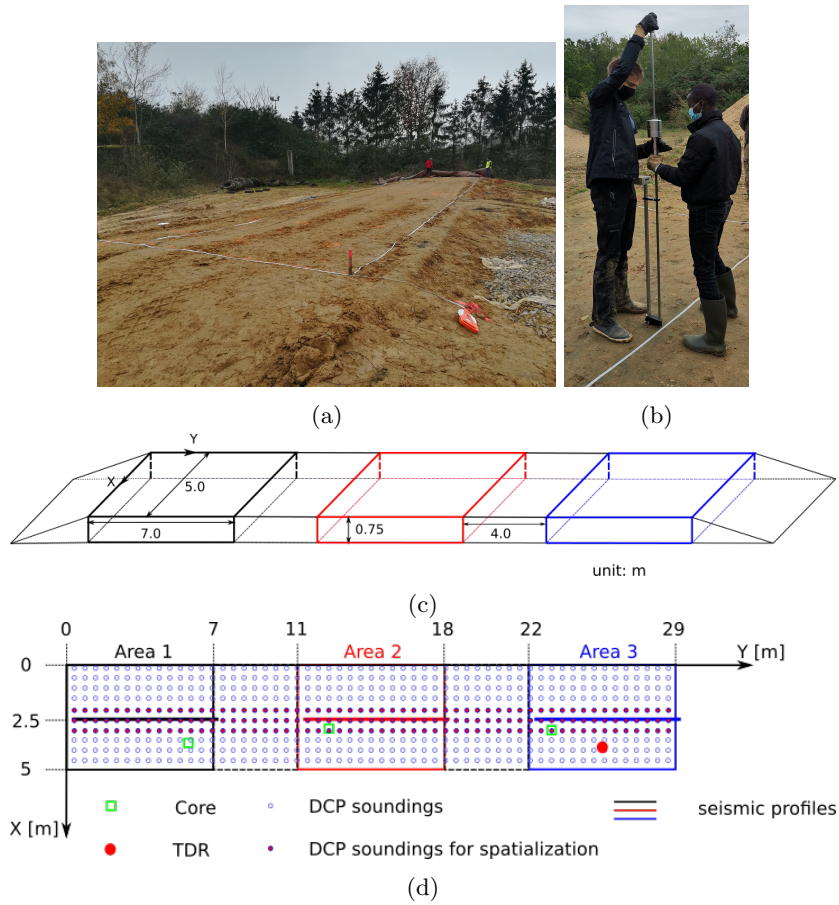 (a) (b)
Y
X
5.0
7.0
0.75
4.0
unit: m
(c)
0 7 11 18 22 29
Area 1 Area 2 Area 3 Y [m]
0
2.5
5
X [m]
Core DCP soundings seismic profiles
TDR DCP soundings for spatialization
(d)